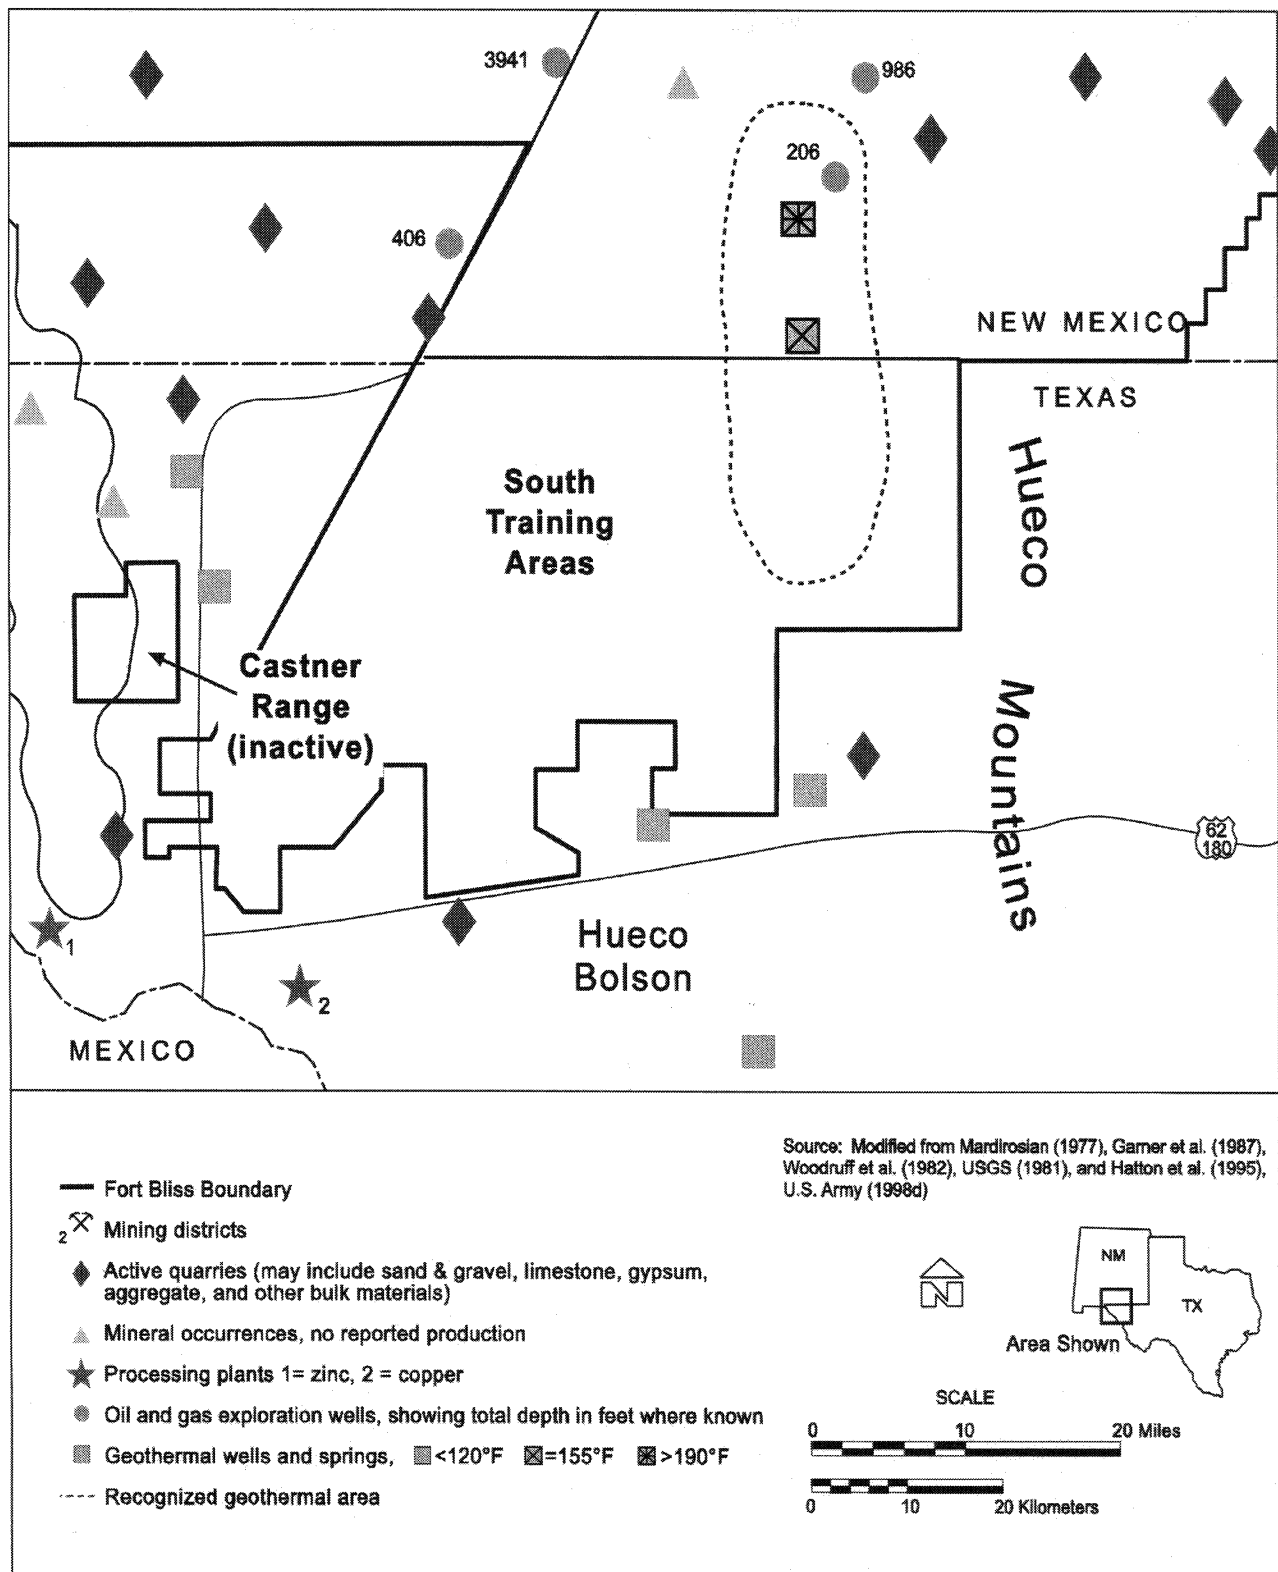 3941
986
206
406
NEW MEXICO
TEXAS
Hueco
Mountains
South
Training
Areas
Castner
Range
(inactive)
62
180
1
2
Hueco
Bolson
MEXICO
Source: Modified from Mardirosian (1977), Garner et al. (1987),
Woodruff et al. (1982), USGS (1981), and Hatton et al. (1995),
U.S. Army (1998d)
Fort Bliss Boundary
2 Mining districts
Active quarries (may include sand & gravel, limestone, gypsum,
aggregate, and other bulk materials)
Mineral occurrences, no reported production
Processing plants 1= zinc, 2 = copper
Oil and gas exploration wells, showing total depth in feet where known
Geothermal wells and springs, <120°F =155°F >190°F
Recognized geothermal area
N
NM
TX
Area Shown
SCALE
0 10 20 Miles
0 10 20 Kilometers